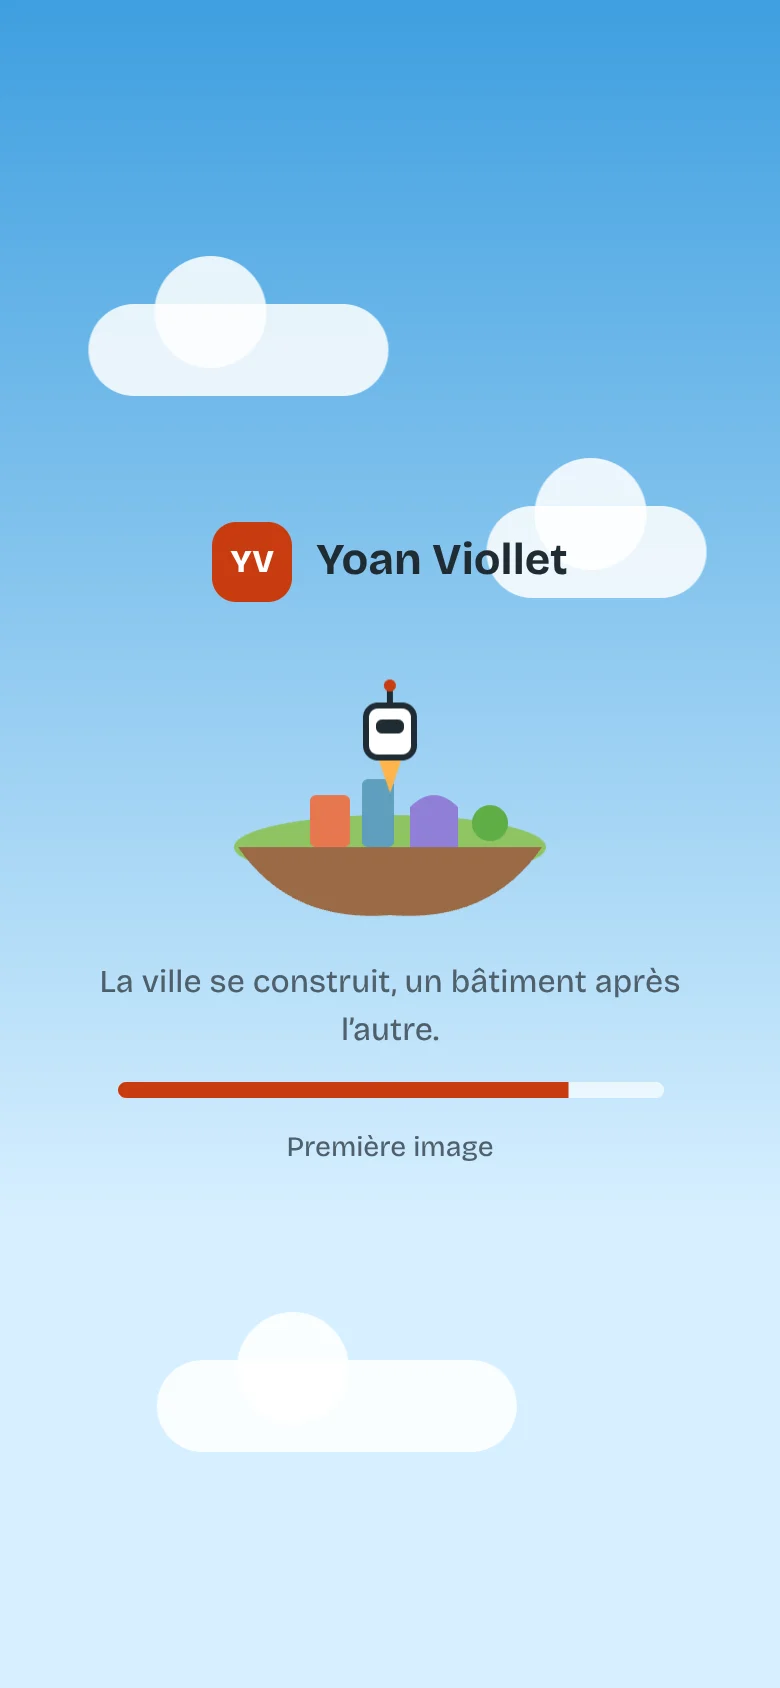 YV
Yoan Viollet
La ville se construit, un bâtiment après
l’autre.
Première image